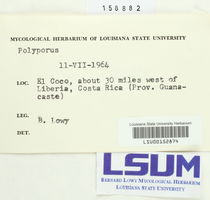 158882
MYCOLOGICAL HERBARIUM OF LOUISIANA STATE UNIVERSITY
Polyporus
11-VII-1964
LOC. El Coco, about 30 miles west of
Liberia, Costa Rica (Prov. Guana-
caste)
LEG. B. Lowy
DET.
Louisiana State University Herbarium
LSU00152874
LSUM
BERNARD LOWY MYCOLOGICAL HERBARIUM
LOUISIANA STATE UNIVERSITY